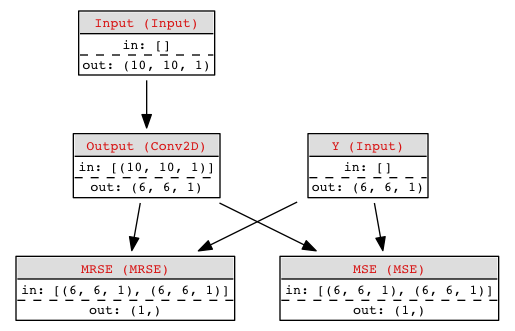 Input (Input)
in: []
out: (10, 10, 1)
Output (Conv2D)
in: [(10, 10, 1)]
out: (6, 6, 1)
Y (Input)
in: []
out: (6, 6, 1)
MRSE (MRSE)
in: [(6, 6, 1), (6, 6, 1)]
out: (1,)
MSE (MSE)
in: [(6, 6, 1), (6, 6, 1)]
out: (1,)